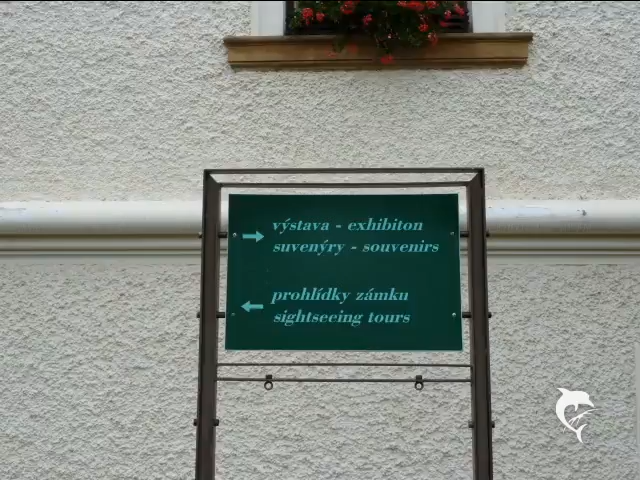 výstava - exhibiton
suvenýry - souvenirs
prohlídky zámku
sightseeing tours